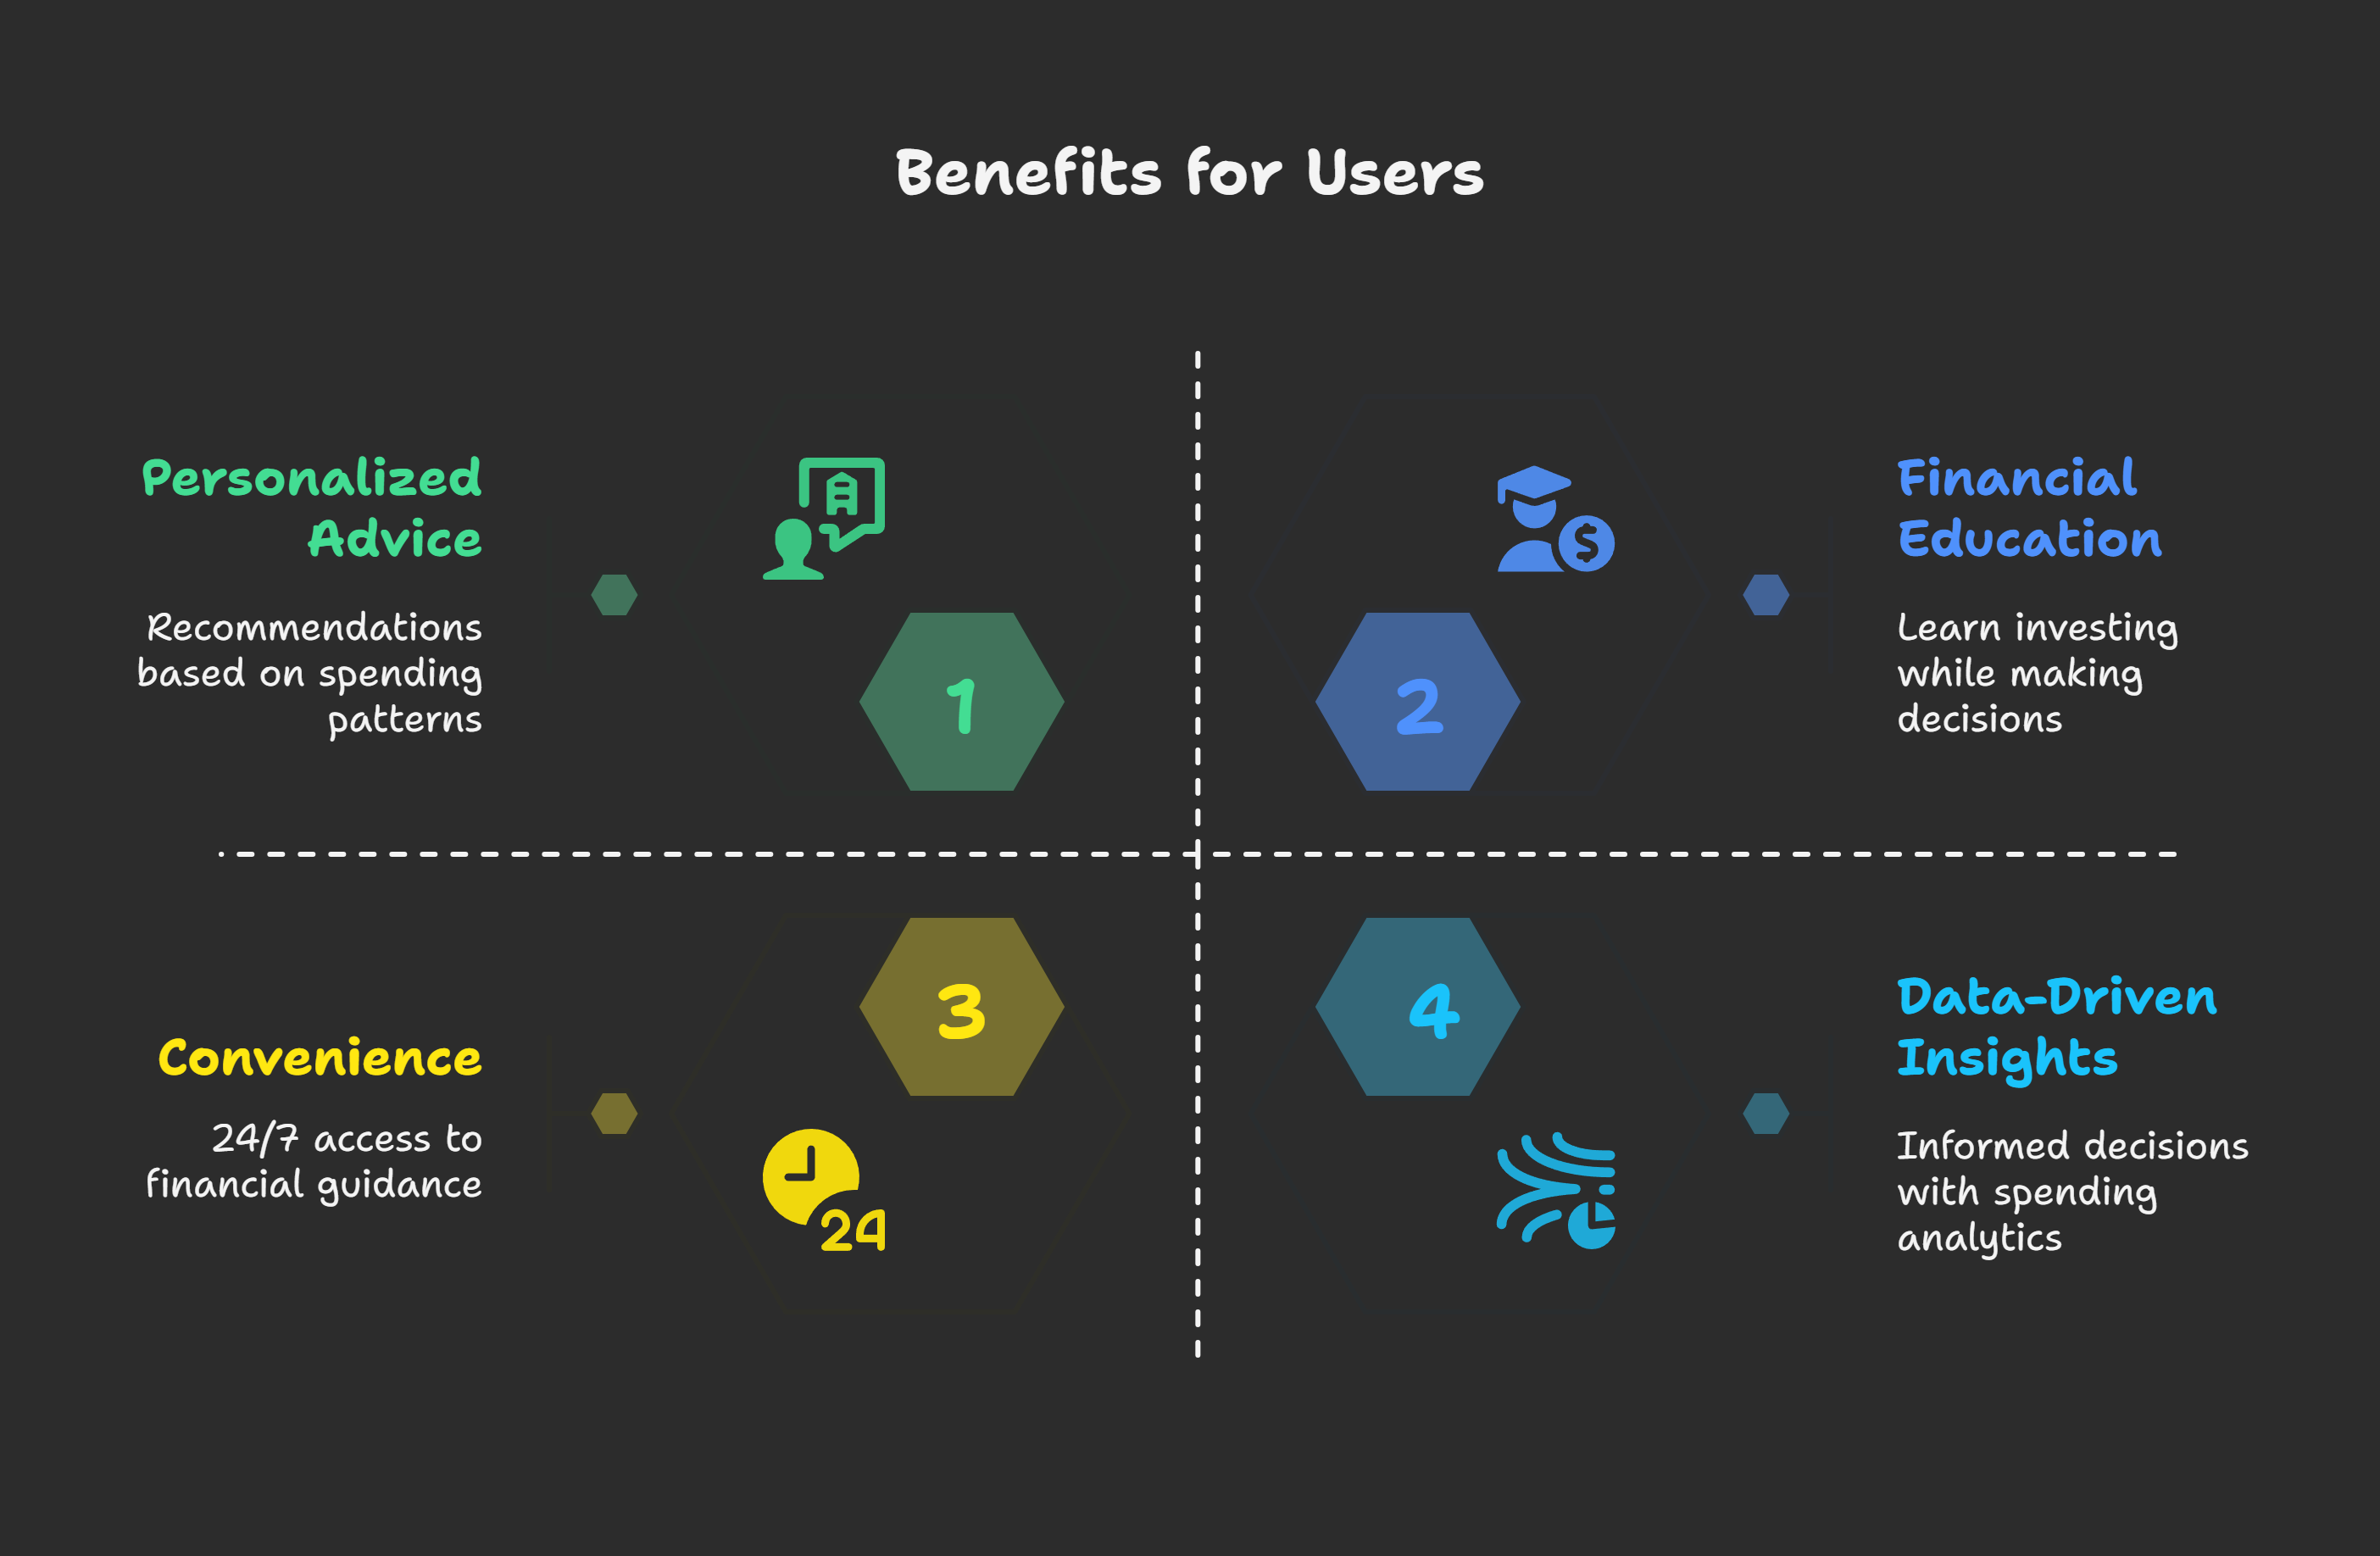 Benefits for Users
Personalized
Advice
Recommendations
based on spending
patterns
1
Financial
Education
Learn investing
while making
decisions
2
Convenience
24/7 access to
financial guidance
3
24
Data-Driven
Insights
Informed decisions
with spending
analytics
4